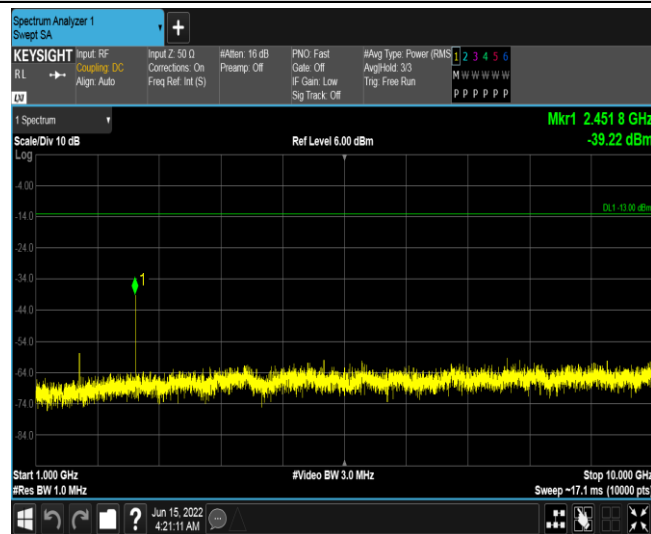 Spectrum Analyzer 1
Swept SA
+
KEYSIGHT
RL
Input: RF
Coupling: DC
Align: Auto
Input Z: 50 Ω
Corrections: On
Freq Ref: Int (S)
#Atten: 16 dB
Preamp: Off
PNO: Fast
Gate: Off
IF Gain: Low
Sig Track: Off
#Avg Type: Power (RMS
Avg|Hold: 3/3
Trig: Free Run
1 2 3 4 5 6
M W W W W W
P P P P P P
LXI
1 Spectrum
Scale/Div 10 dB
Ref Level 6.00 dBm
Mkr1 2.451 8 GHz
-39.22 dBm
Log
-4.00
DL1 -13.00 dBm
-14.0
-24.0
-34.0
1
-44.0
-54.0
-64.0
-74.0
-84.0
Start 1.000 GHz
#Video BW 3.0 MHz
Stop 10.000 GHz
#Res BW 1.0 MHz
Sweep ~17.1 ms (10000 pts
?
Jun 15, 2022
4:21:11 AM